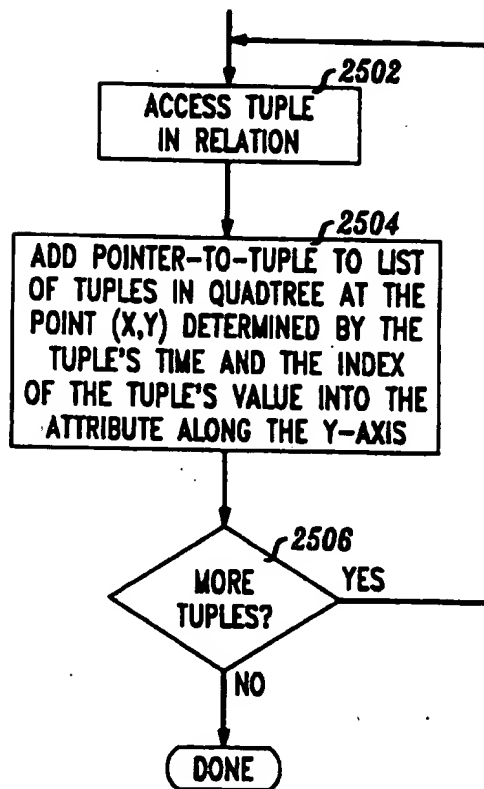 2502
ACCESS TUPLE
IN RELATION
2504
ADD POINTER-TO-TUPLE TO LIST
OF TUPLES IN QUADTREE AT THE
POINT (X,Y) DETERMINED BY THE
TUPLE'S TIME AND THE INDEX
OF THE TUPLE'S VALUE INTO THE
ATTRIBUTE ALONG THE Y-AXIS
2506
MORE
TUPLES?
YES
NO
DONE